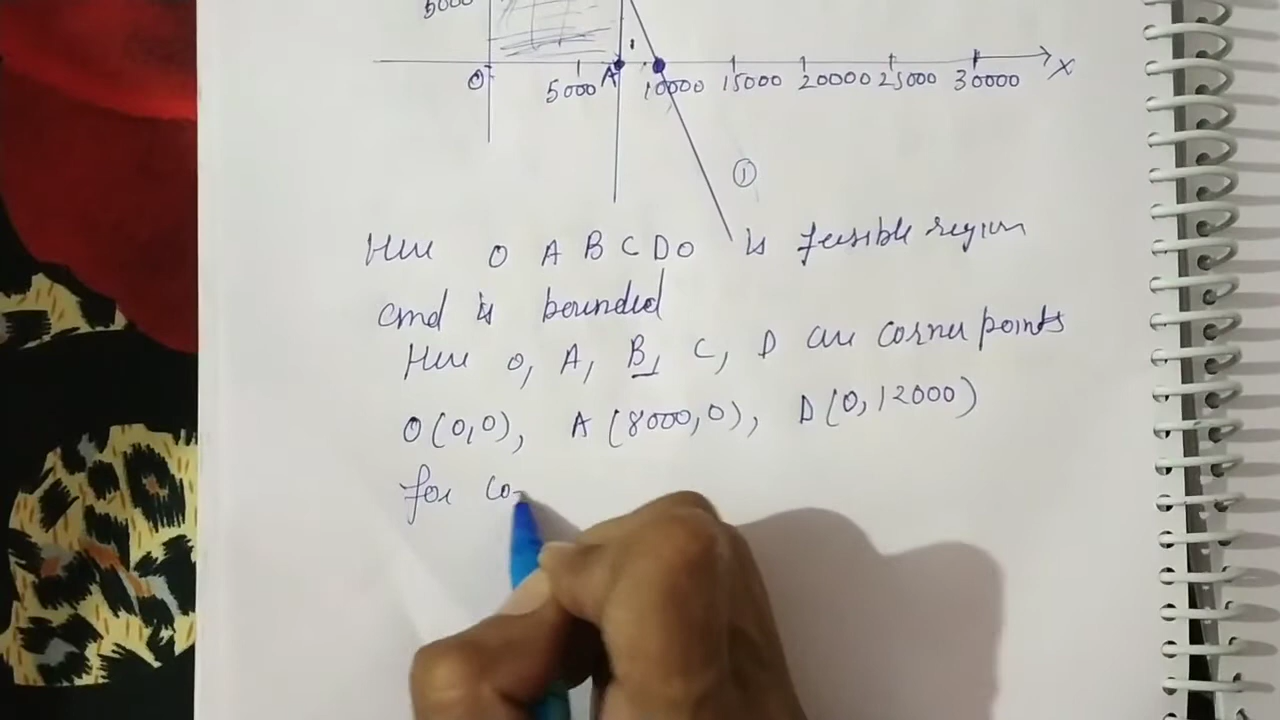 5000
O 5000 A 10000 15000 20000 25000 30000 X
①
Here O A B C D O is feasible region
and is bounded
Here O, A, B, C, D are corner points
O(0,0), A(8000,0), D(0,12000)
for co